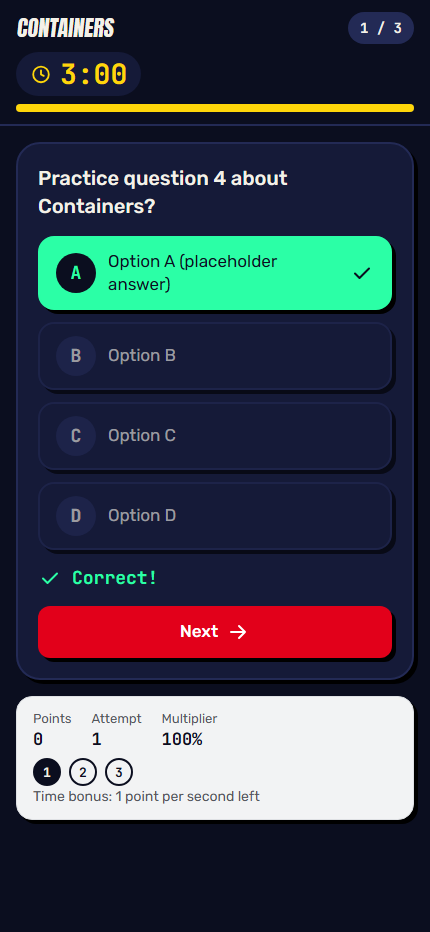 CONTAINERS
1 / 3
3:00
Practice question 4 about
Containers?
A
Option A (placeholder
answer)
B
Option B
C
Option C
D
Option D
Correct!
Next
Points
Attempt
Multiplier
0
1
100%
1
2
3
Time bonus: 1 point per second left